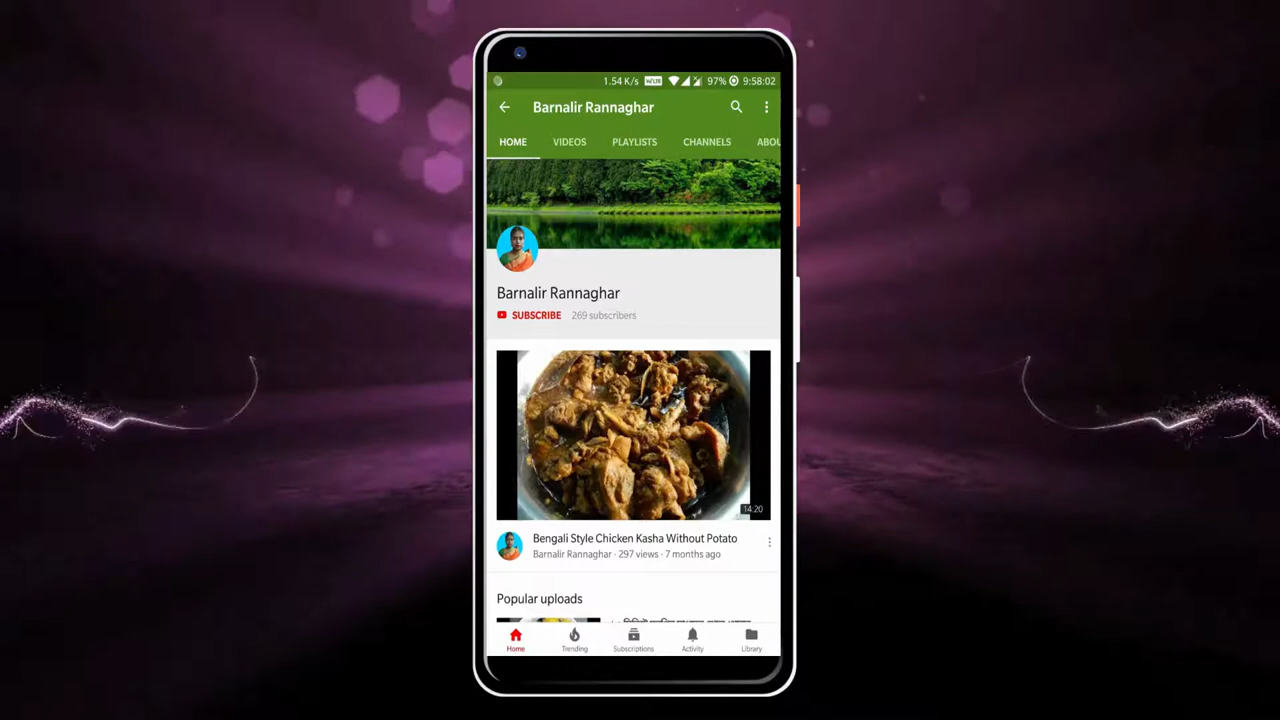 1.54 K/s VoLTE 97% 9:58:02
Barnalir Rannaghar
HOME VIDEOS PLAYLISTS CHANNELS ABOU
Barnalir Rannaghar
SUBSCRIBE 269 subscribers
14:20
Bengali Style Chicken Kasha Without Potato
Barnalir Rannaghar · 297 views · 7 months ago
Popular uploads
Home Trending Subscriptions Activity Library